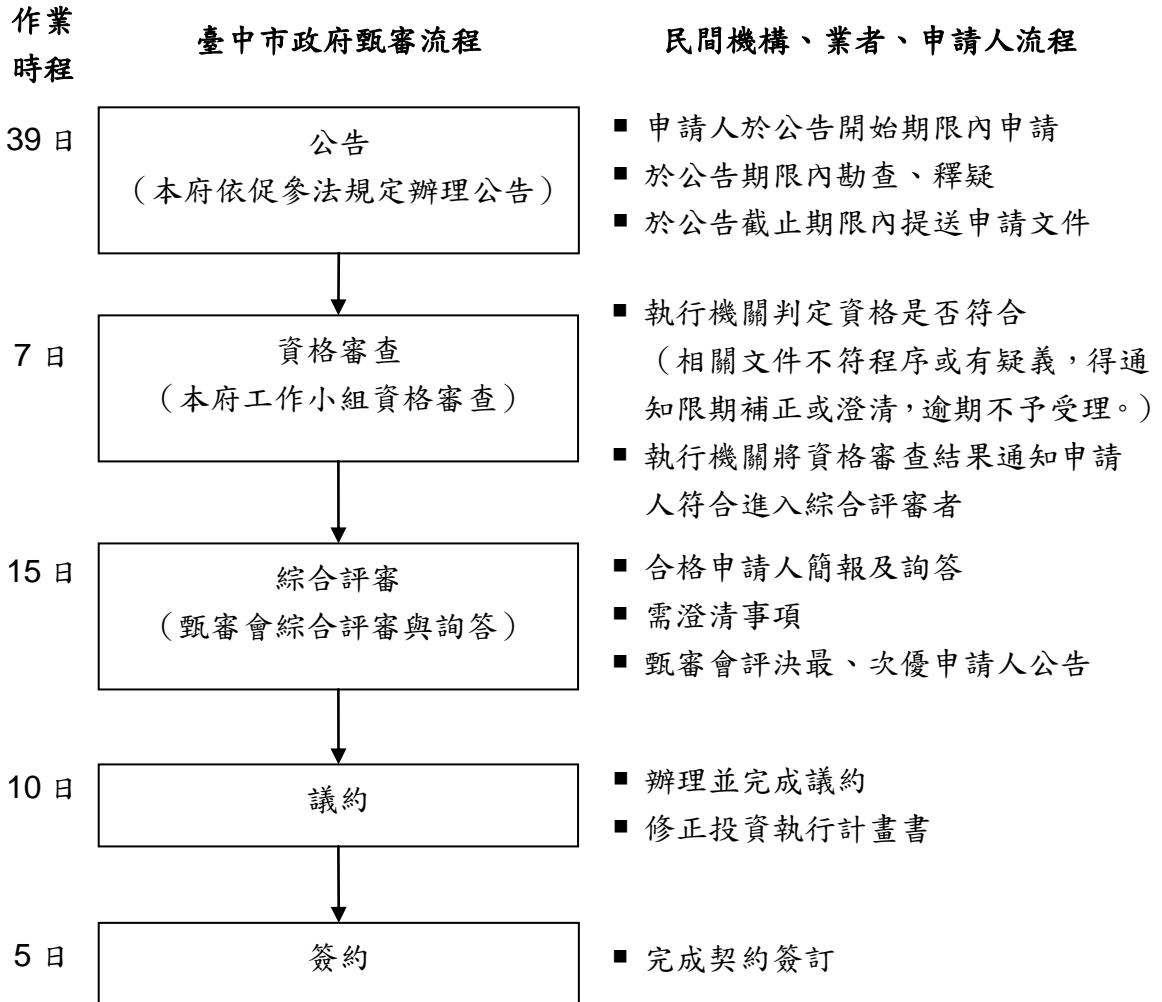 作業
時程
臺中市政府甄審流程
民間機構、業者、申請人流程
39 日
公告
（本府依促參法規定辦理公告）
■ 申請人於公告開始期限內申請
■ 於公告期限內勘查、釋疑
■ 於公告截止期限內提送申請文件
7 日
資格審查
（本府工作小組資格審查）
■ 執行機關判定資格是否符合
（相關文件不符程序或有疑義，得通
知限期補正或澄清，逾期不予受理。）
■ 執行機關將資格審查結果通知申請
人符合進入綜合評審者
15 日
綜合評審
（甄審會綜合評審與詢答）
■ 合格申請人簡報及詢答
■ 需澄清事項
■ 甄審會評決最、次優申請人公告
10 日
議約
■ 辦理並完成議約
■ 修正投資執行計畫書
5 日
簽約
■ 完成契約簽訂